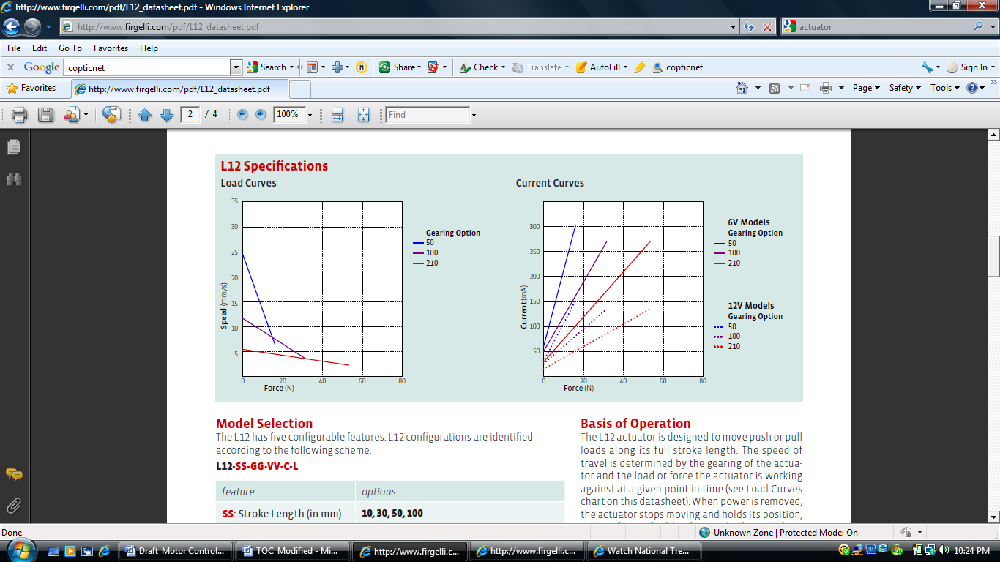 http://www.firgelli.com/pdf/L12_datasheet.pdf - Windows Internet Explorer
http://www.firgelli.com/pdf/L12_datasheet.pdf
actuator
File Edit Go To Favorites Help
x Google copticnet Search Share Check Translate AutoFill copticnet Sign In
Favorites http://www.firgelli.com/pdf/L12_datasheet.pdf Page Safety Tools
2 / 4 100% Find
L12 Specifications
Load Curves
35
30
25
20
15
10
5
Speed (mm/s)
0 20 40 60 80
Force (N)
Gearing Option
50
100
210
Current Curves
300
250
200
150
100
50
Current (mA)
0 20 40 60 80
Force (N)
6V Models
Gearing Option
50
100
210
12V Models
Gearing Option
50
100
210
Model Selection
The L12 has five configurable features. L12 configurations are identified
according to the following scheme:
L12-SS-GG-VV-C-L
feature options
SS: Stroke Length (in mm) 10, 30, 50, 100
Basis of Operation
The L12 actuator is designed to move push or pull
loads along its full stroke length. The speed of
travel is determined by the gearing of the actua-
tor and the load or force the actuator is working
against at a given point in time (see Load Curves
chart on this datasheet). When power is removed,
the actuator stops moving and holds its position,
Done Unknown Zone | Protected Mode: On
Draft_Motor Control... TOC_Modified - Mi... http://www.firgelli.c... http://www.firgelli.c... Watch National Tre... 10:24 PM